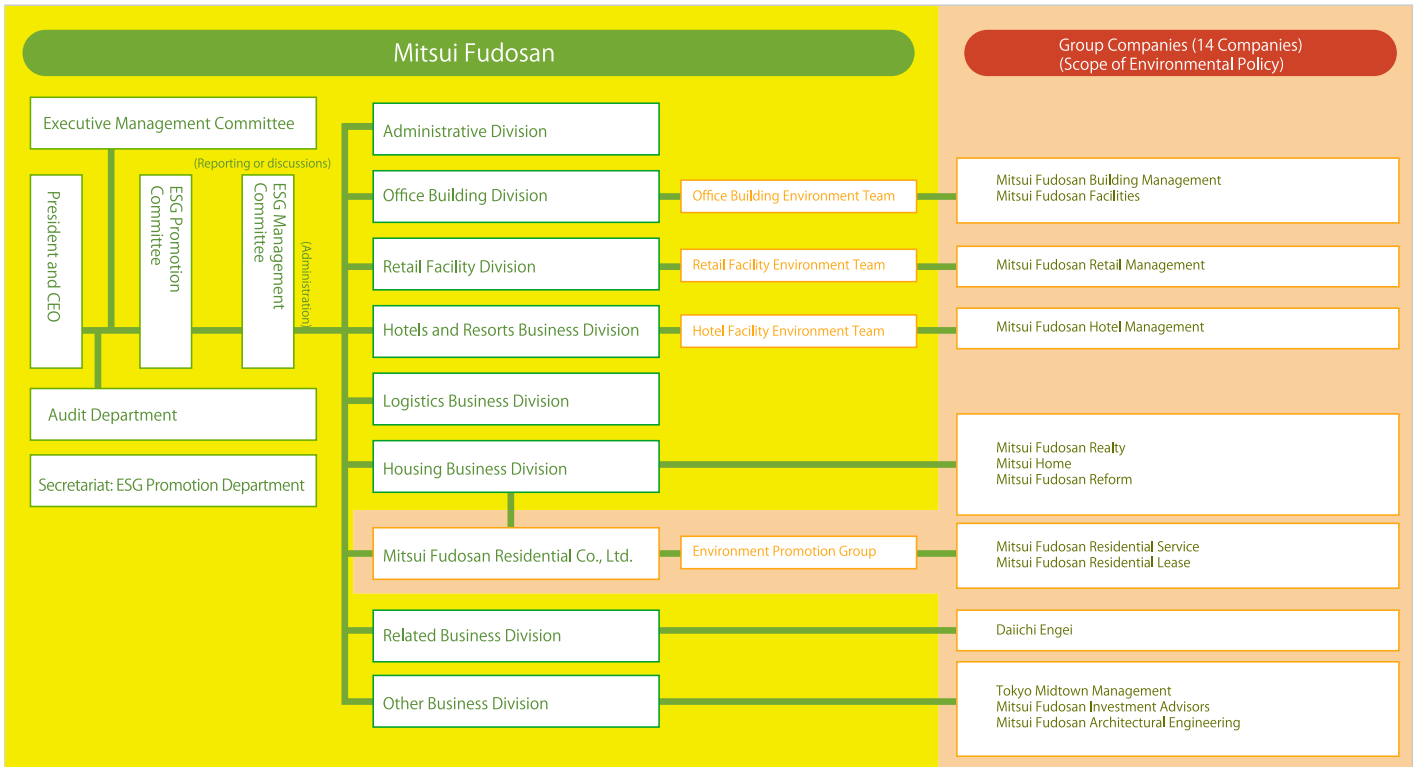 Mitsui Fudosan
Group Companies (14 Companies)
(Scope of Environmental Policy)
Executive Management Committee
(Reporting or discussions)
President and CEO
ESG Promotion
Committee
ESG Management
Committee
(Administration)
Audit Department
Secretariat: ESG Promotion Department
Administrative Division
Office Building Division
Office Building Environment Team
Mitsui Fudosan Building Management
Mitsui Fudosan Facilities
Retail Facility Division
Retail Facility Environment Team
Mitsui Fudosan Retail Management
Hotels and Resorts Business Division
Hotel Facility Environment Team
Mitsui Fudosan Hotel Management
Logistics Business Division
Housing Business Division
Mitsui Fudosan Realty
Mitsui Home
Mitsui Fudosan Reform
Mitsui Fudosan Residential Co., Ltd.
Environment Promotion Group
Mitsui Fudosan Residential Service
Mitsui Fudosan Residential Lease
Related Business Division
Daiichi Engei
Other Business Division
Tokyo Midtown Management
Mitsui Fudosan Investment Advisors
Mitsui Fudosan Architectural Engineering